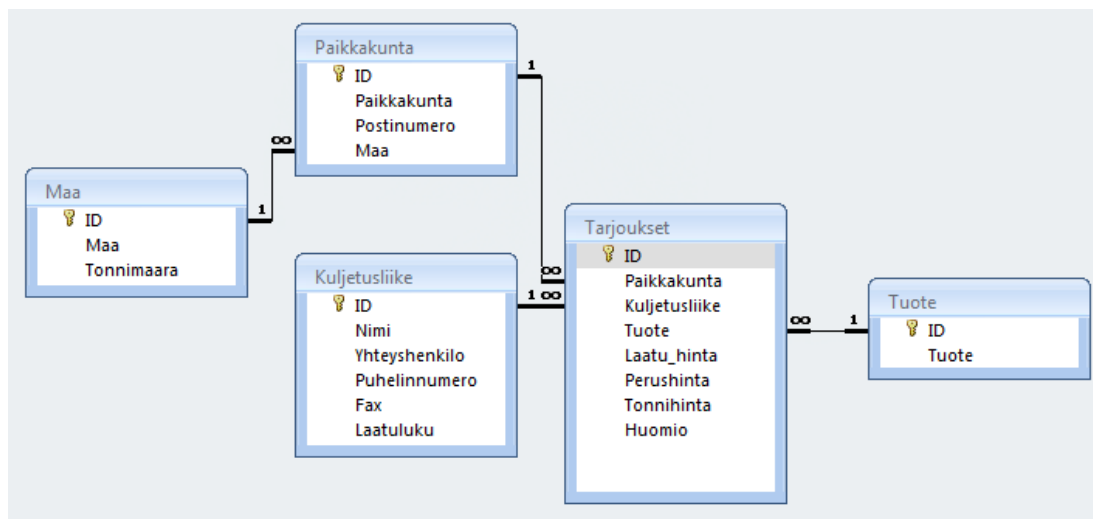 Paikkakunta
ID
Paikkakunta
Postinumero
Maa
1
∞
1
Maa
ID
Maa
Tonnimaara
Kuljetusliike
ID
Nimi
Yhteyshenkilo
Puhelinnumero
Fax
Laatuluku
∞
1 ∞
Tarjoukset
ID
Paikkakunta
Kuljetusliike
Tuote
Laatu_hinta
Perushinta
Tonnihinta
Huomio
∞ 1
Tuote
ID
Tuote